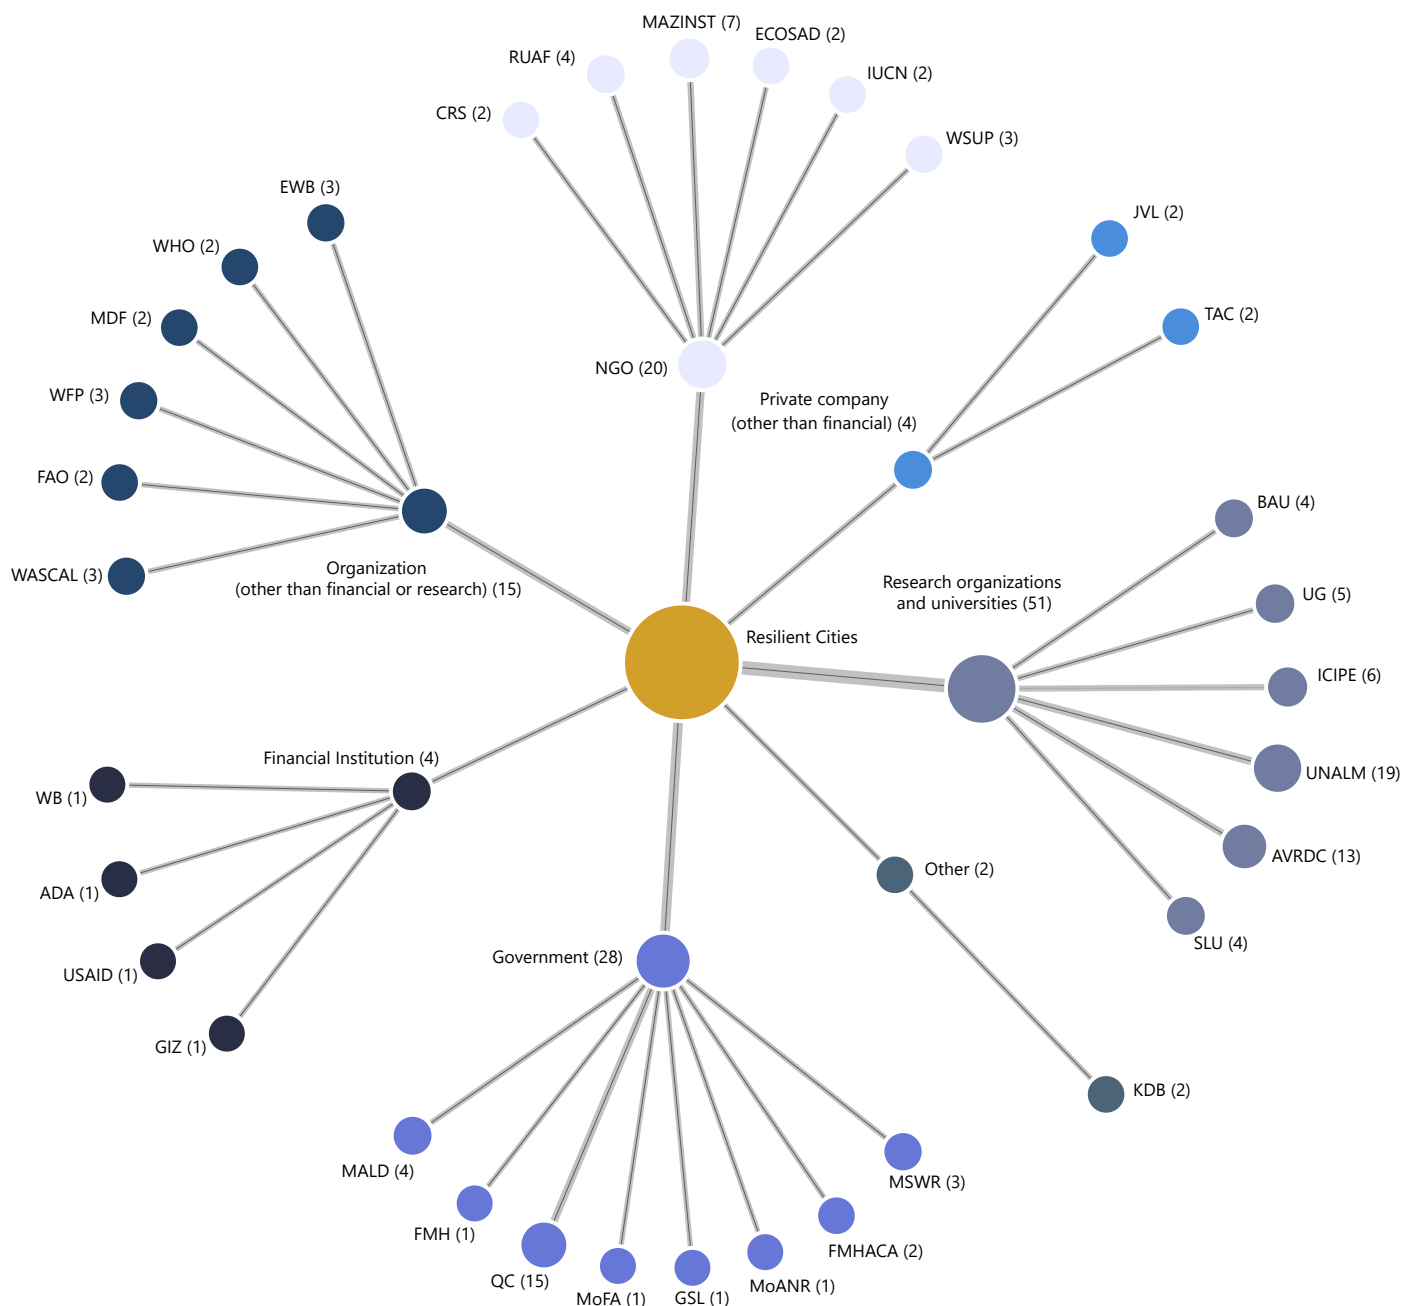 MAZINST (7)
ECOSAD (2)
RUAF (4)
IUCN (2)
CRS (2)
WSUP (3)
EWB (3)
JVL (2)
WHO (2)
MDF (2)
TAC (2)
NGO (20)
WFP (3)
Private company
(other than financial) (4)
FAO (2)
BAU (4)
Organization
(other than financial or research) (15)
WASCAL (3)
Research organizations
and universities (51)
UG (5)
Resilient Cities
ICIPE (6)
Financial Institution (4)
UNALM (19)
WB (1)
AVRDC (13)
Other (2)
ADA (1)
SLU (4)
Government (28)
USAID (1)
GIZ (1)
KDB (2)
MALD (4)
MSWR (3)
FMH (1)
FMHACA (2)
QC (15)
MoANR (1)
MoFA (1)
GSL (1)